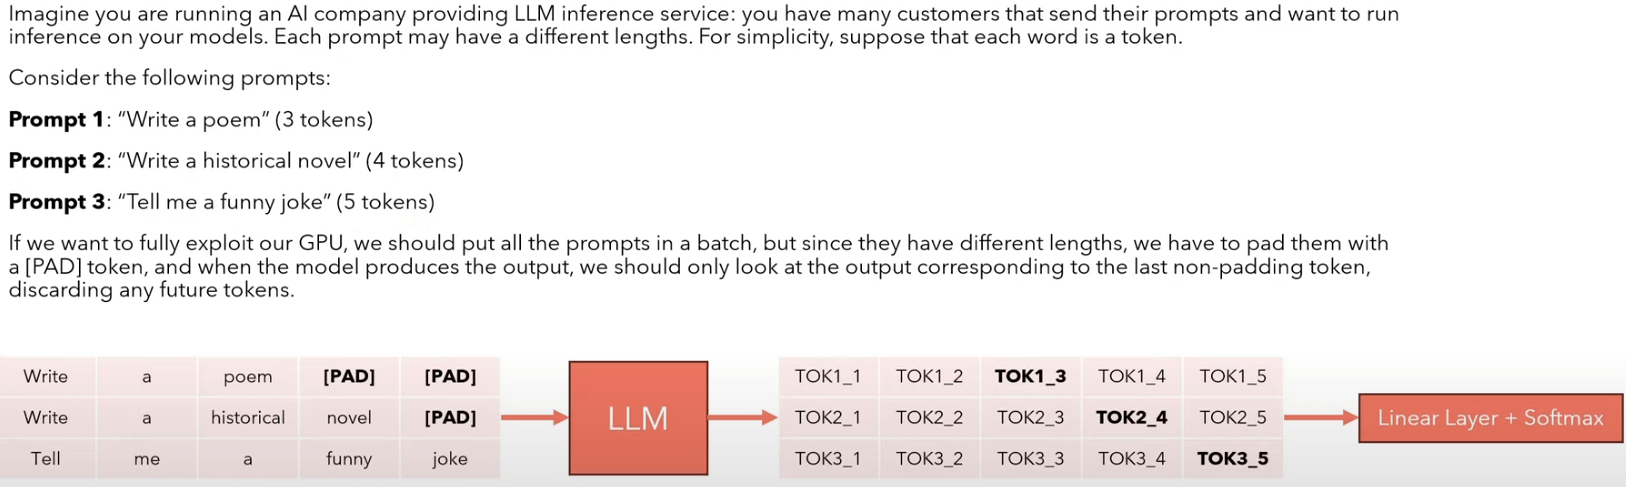 Imagine you are running an AI company providing LLM inference service: you have many customers that send their prompts and want to run
inference on your models. Each prompt may have a different lengths. For simplicity, suppose that each word is a token.
Consider the following prompts:
Prompt 1: “Write a poem” (3 tokens)
Prompt 2: “Write a historical novel” (4 tokens)
Prompt 3: “Tell me a funny joke” (5 tokens)
If we want to fully exploit our GPU, we should put all the prompts in a batch, but since they have different lengths, we have to pad them with
a [PAD] token, and when the model produces the output, we should only look at the output corresponding to the last non-padding token,
discarding any future tokens.
Write a poem [PAD] [PAD]
Write a historical novel [PAD]
Tell me a funny joke
LLM
TOK1_1 TOK1_2 TOK1_3 TOK1_4 TOK1_5
TOK2_1 TOK2_2 TOK2_3 TOK2_4 TOK2_5
TOK3_1 TOK3_2 TOK3_3 TOK3_4 TOK3_5
Linear Layer + Softmax